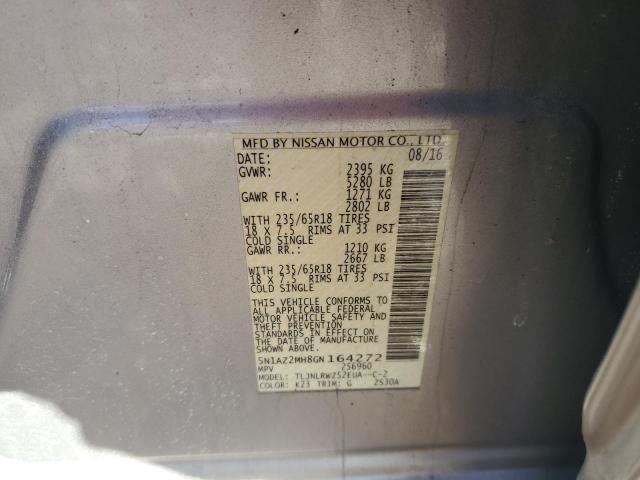 MFD BY NISSAN MOTOR CO., LTD.
DATE: 08/16
GVWR: 2395 KG
5280 LB
GAWR FR.: 1271 KG
2802 LB
WITH 235/65R18 TIRES
18 X 7.5 RIMS AT 33 PSI
COLD SINGLE
GAWR RR.: 1210 KG
2667 LB
WITH 235/65R18 TIRES
18 X 7.5 RIMS AT 33 PSI
COLD SINGLE
THIS VEHICLE CONFORMS TO
ALL APPLICABLE FEDERAL
MOTOR VEHICLE SAFETY AND
THEFT PREVENTION
STANDARDS IN EFFECT ON
THE DATE OF MANUFACTURE
SHOWN ABOVE.
5N1AZ2MH8GN164272
MPV 256960
MODEL: TLJNLRWZ52EUA--C-2
COLOR: K23 TRIM: G 2530A